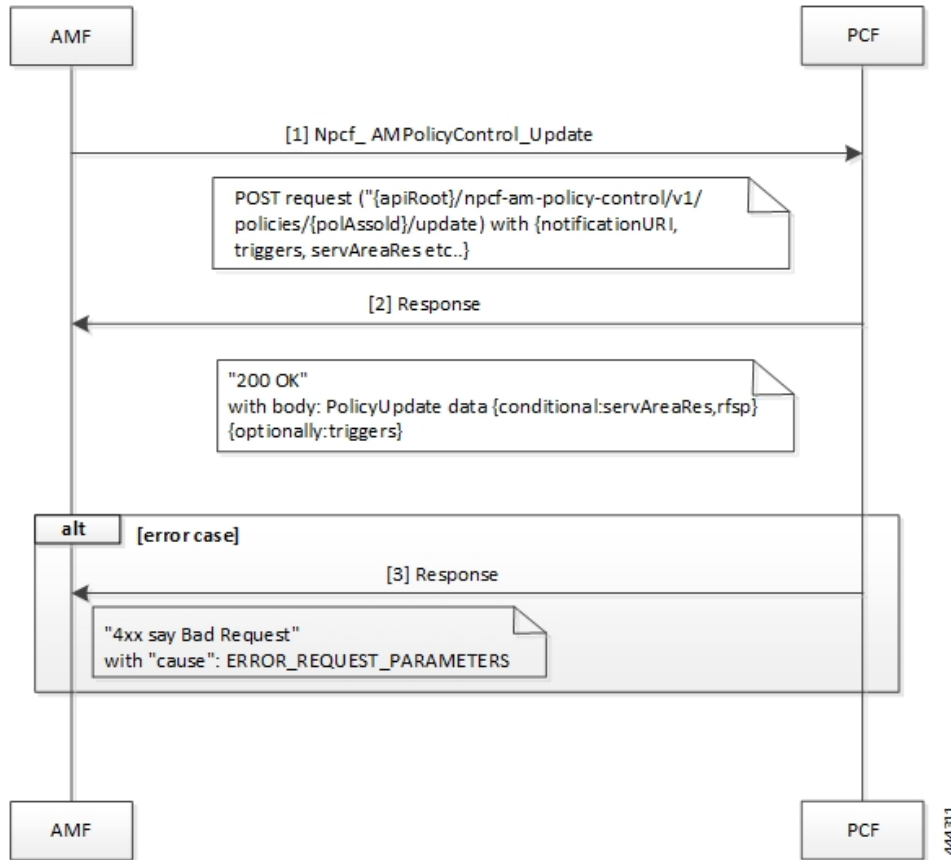 AMF
PCF
[1] Npcf_ AMPolicyControl_Update
POST request ("{apiRoot}/npcf-am-policy-control/v1/
policies/{polAssoId}/update) with {notificationURI,
triggers, servAreaRes etc..}
[2] Response
"200 OK"
with body: PolicyUpdate data {conditional:servAreaRes,rfsp}
{optionally:triggers}
alt
[error case]
[3] Response
"4xx say Bad Request"
with "cause": ERROR_REQUEST_PARAMETERS
AMF
PCF
444311